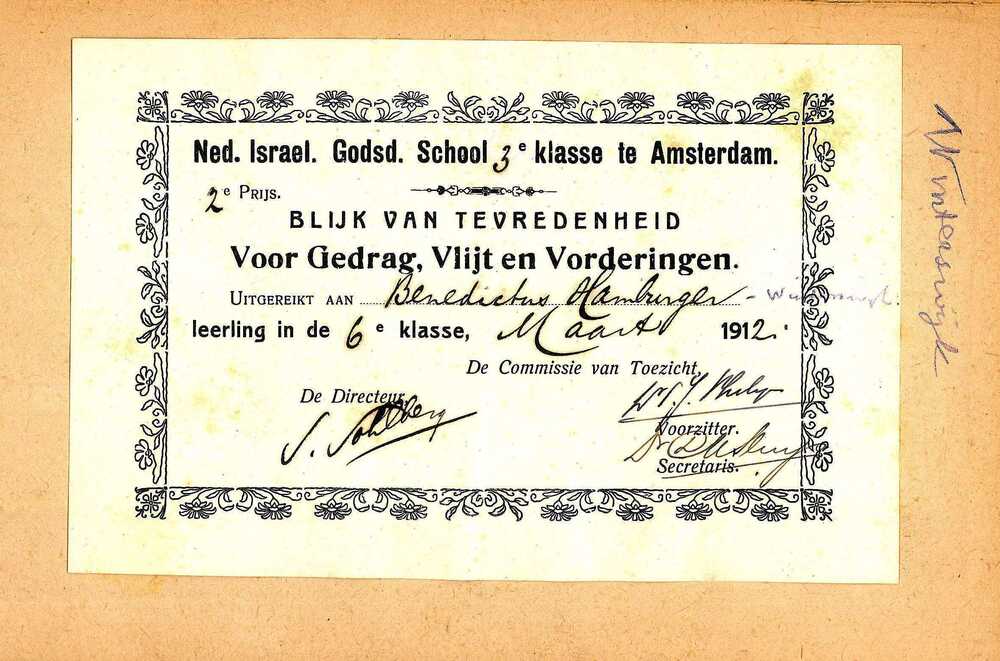 Ned. Israel. Godsd. School 3e klasse te Amsterdam.
2e PRIJS.
BLIJK VAN TEVREDENHEID
Voor Gedrag, Vlijt en Vorderingen.
UITGEREIKT AAN Benedictus Hamburger -
leerling in de 6e klasse, Maart 1912.
De Commissie van Toezicht,
De Directeur,
Voorzitter.
Secretaris.
Winterswijk